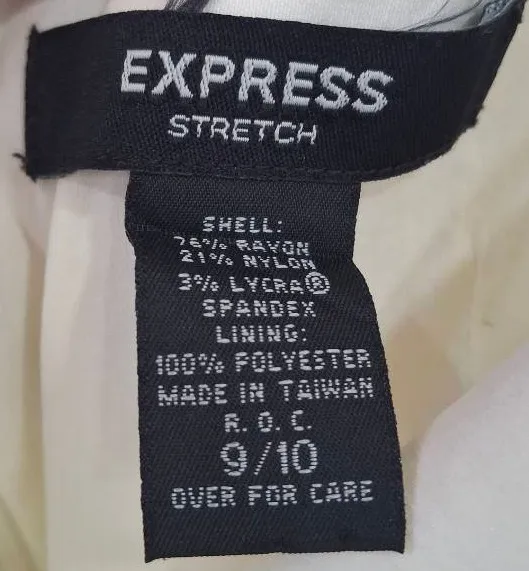 EXPRESS
STRETCH
SHELL:
76% RAYON
21% NYLON
3% LYCRA®
SPANDEX
LINING:
100% POLYESTER
MADE IN TAIWAN
R. O. C.
9/10
OVER FOR CARE